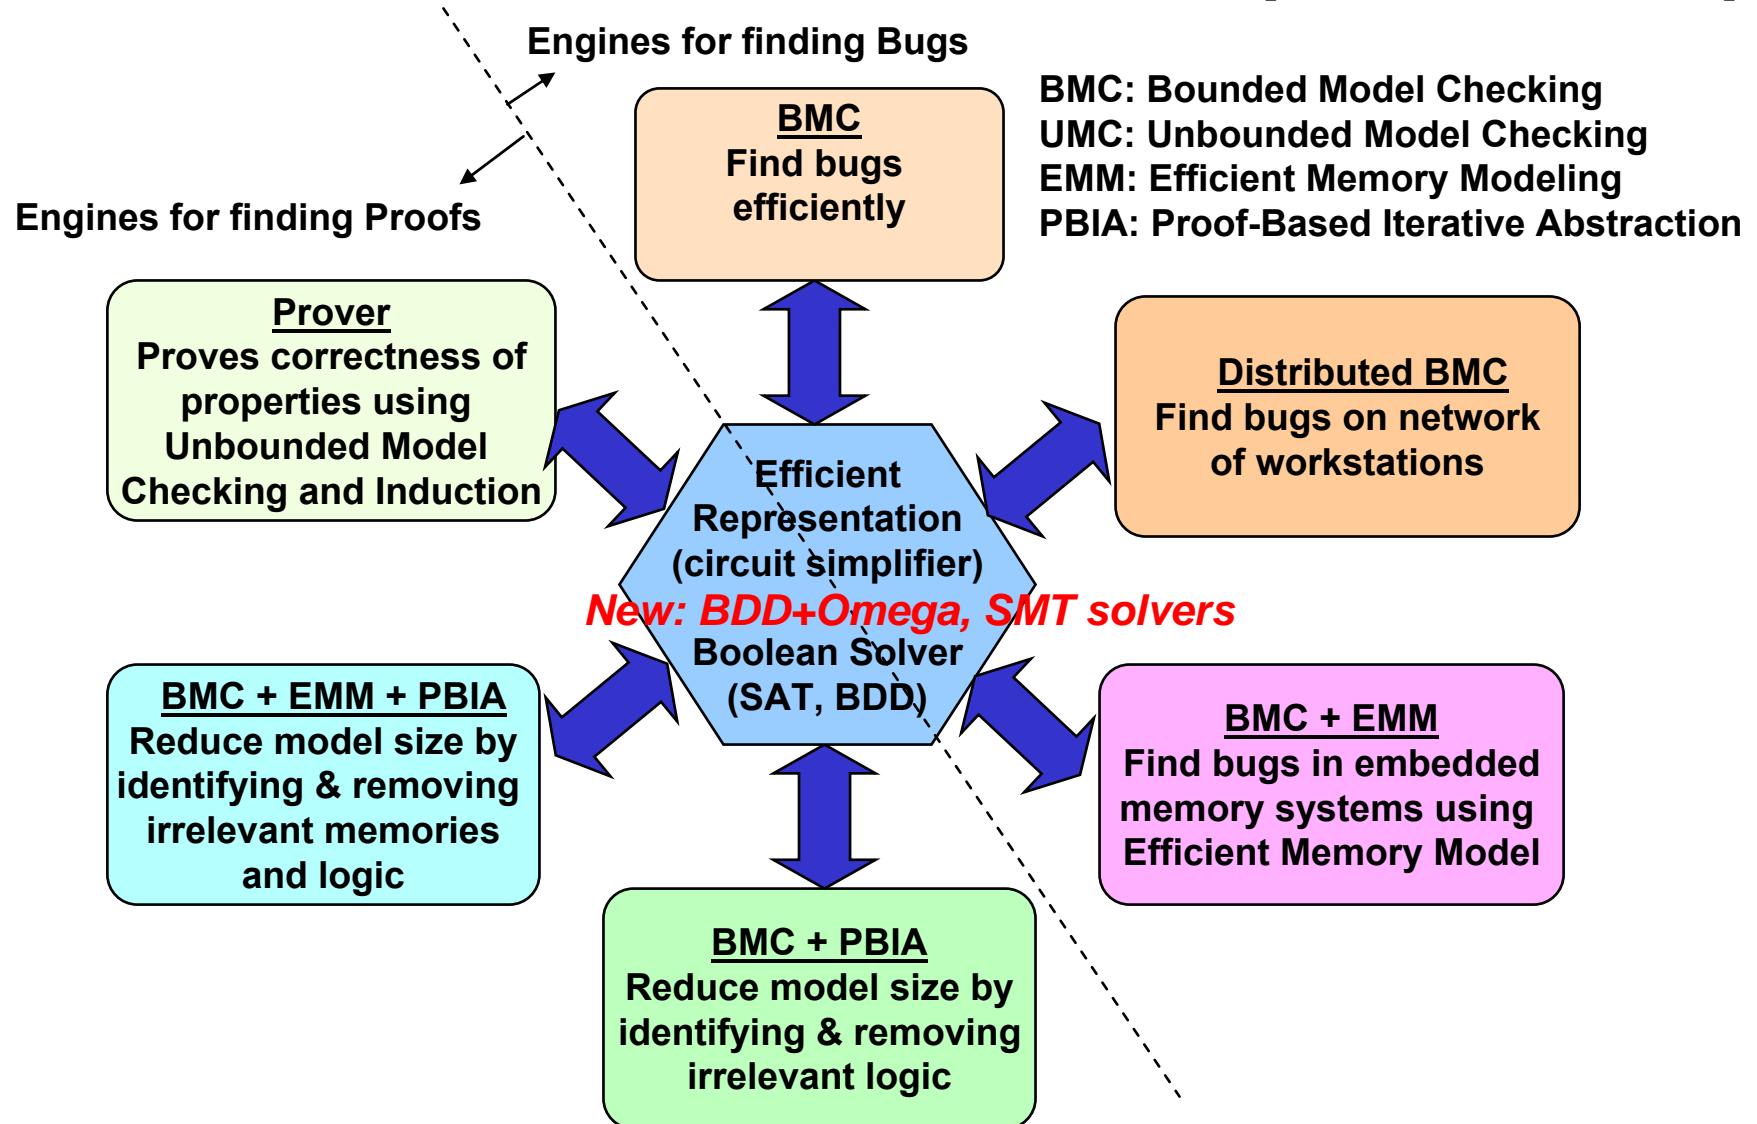 Engines for finding Bugs
Engines for finding Proofs
BMC: Bounded Model Checking
UMC: Unbounded Model Checking
EMM: Efficient Memory Modeling
PBIA: Proof-Based Iterative Abstraction
BMC
Find bugs
efficiently
Prover
Proves correctness of
properties using
Unbounded Model
Checking and Induction
Distributed BMC
Find bugs on network
of workstations
Efficient
Representation
(circuit simplifier)
New: BDD+Omega, SMT solvers
Boolean Solver
(SAT, BDD)
BMC + EMM + PBIA
Reduce model size by
identifying & removing
irrelevant memories
and logic
BMC + EMM
Find bugs in embedded
memory systems using
Efficient Memory Model
BMC + PBIA
Reduce model size by
identifying & removing
irrelevant logic